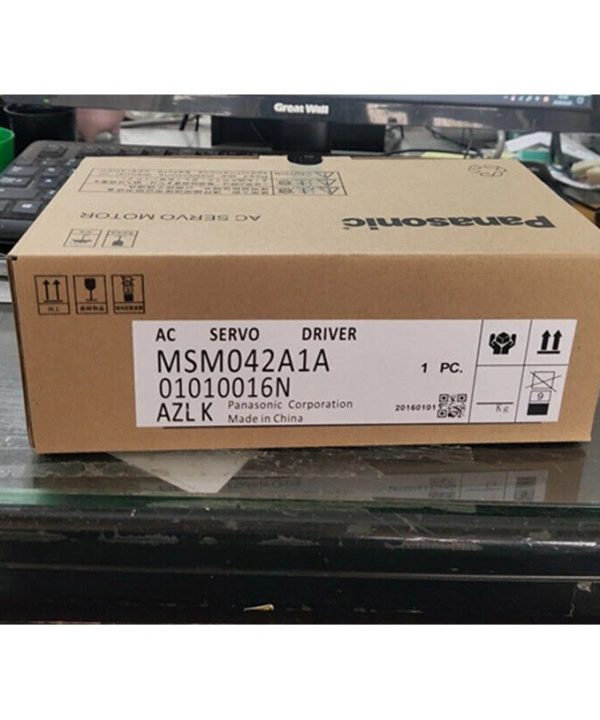 Great Wall
Panasonic
AC SERVO MOTOR
AC SERVO DRIVER
MSM042A1A
1 PC.
01010016N
AZL K
Panasonic Corporation
Made in China
20160101
Kg
9